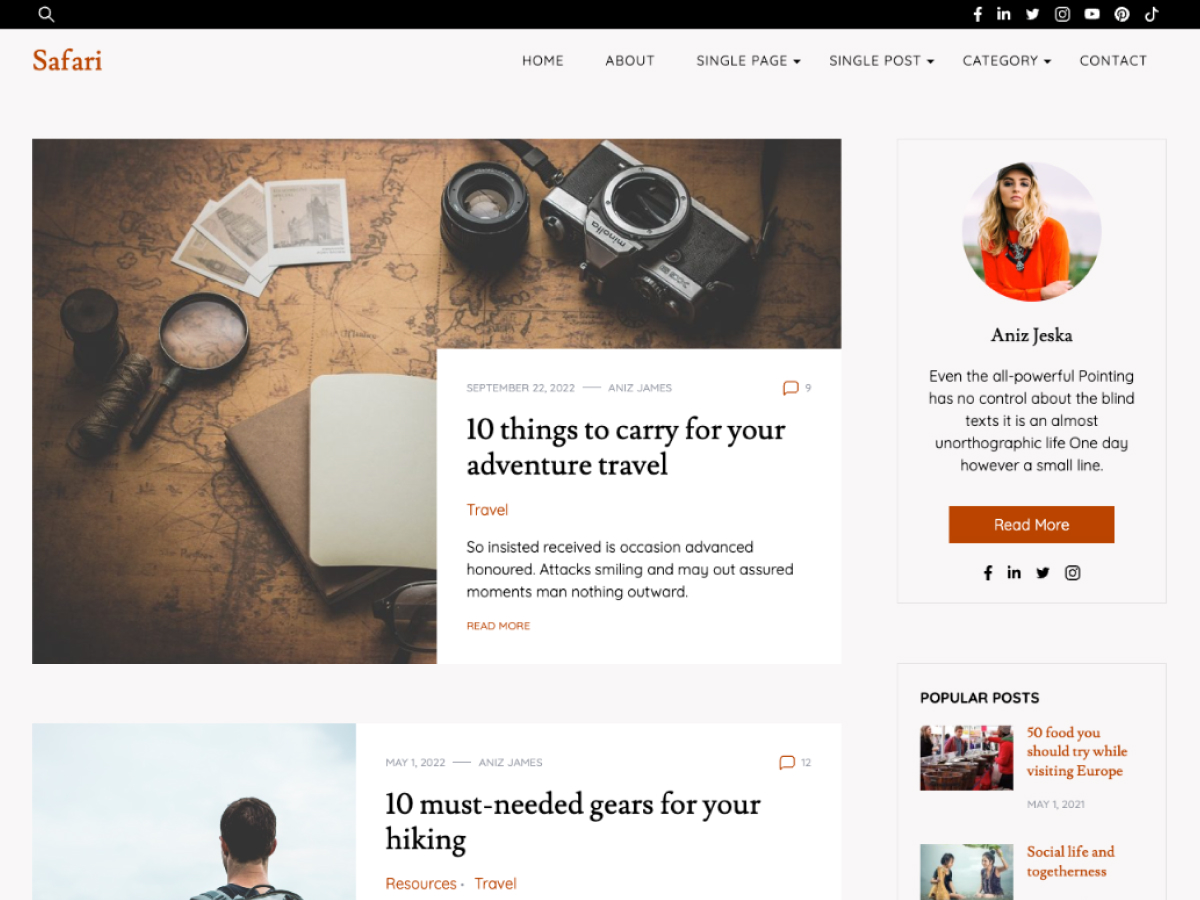 Safari
HOME ABOUT SINGLE PAGE SINGLE POST CATEGORY CONTACT
minolta
SEPTEMBER 22, 2022 — ANIZ JAMES 9
10 things to carry for your
adventure travel
Travel
So insisted received is occasion advanced
honoured. Attacks smiling and may out assured
moments man nothing outward.
READ MORE
MAY 1, 2022 — ANIZ JAMES 12
10 must-needed gears for your
hiking
Resources · Travel
Aniz Jeska
Even the all-powerful Pointing
has no control about the blind
texts it is an almost
unorthographic life One day
however a small line.
Read More
POPULAR POSTS
50 food you
should try while
visiting Europe
MAY 1, 2021
Social life and
togetherness